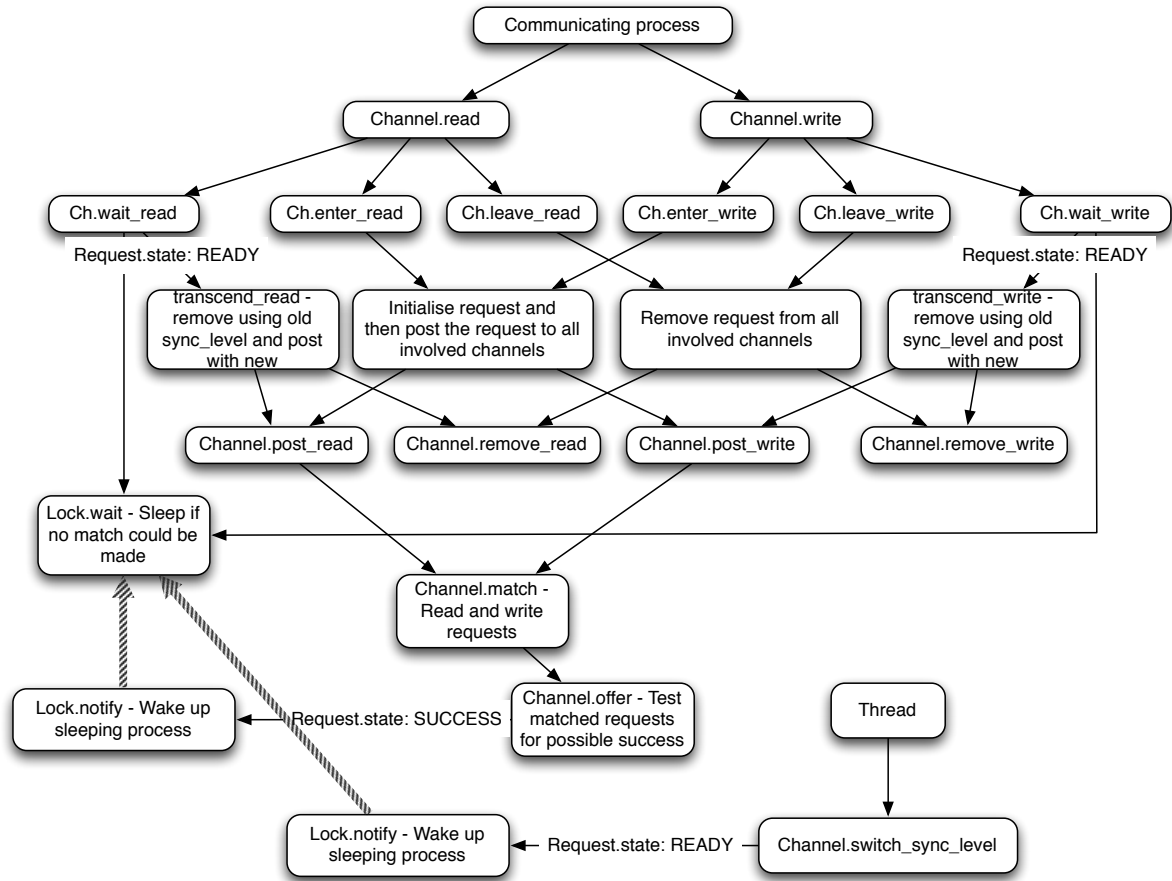 Communicating process
Channel.read
Channel.write
Ch.wait_read
Ch.enter_read
Ch.leave_read
Ch.enter_write
Ch.leave_write
Ch.wait_write
Request.state: READY
Request.state: READY
transcend_read -
remove using old
sync_level and post
with new
Initialise request and
then post the request to all
involved channels
Remove request from all
involved channels
transcend_write -
remove using old
sync_level and post
with new
Channel.post_read
Channel.remove_read
Channel.post_write
Channel.remove_write
Lock.wait - Sleep if
no match could be
made
Channel.match -
Read and write
requests
Lock.notify - Wake up
sleeping process
Request.state: SUCCESS
Channel.offer - Test
matched requests
for possible success
Thread
Lock.notify - Wake up
sleeping process
Request.state: READY
Channel.switch_sync_level